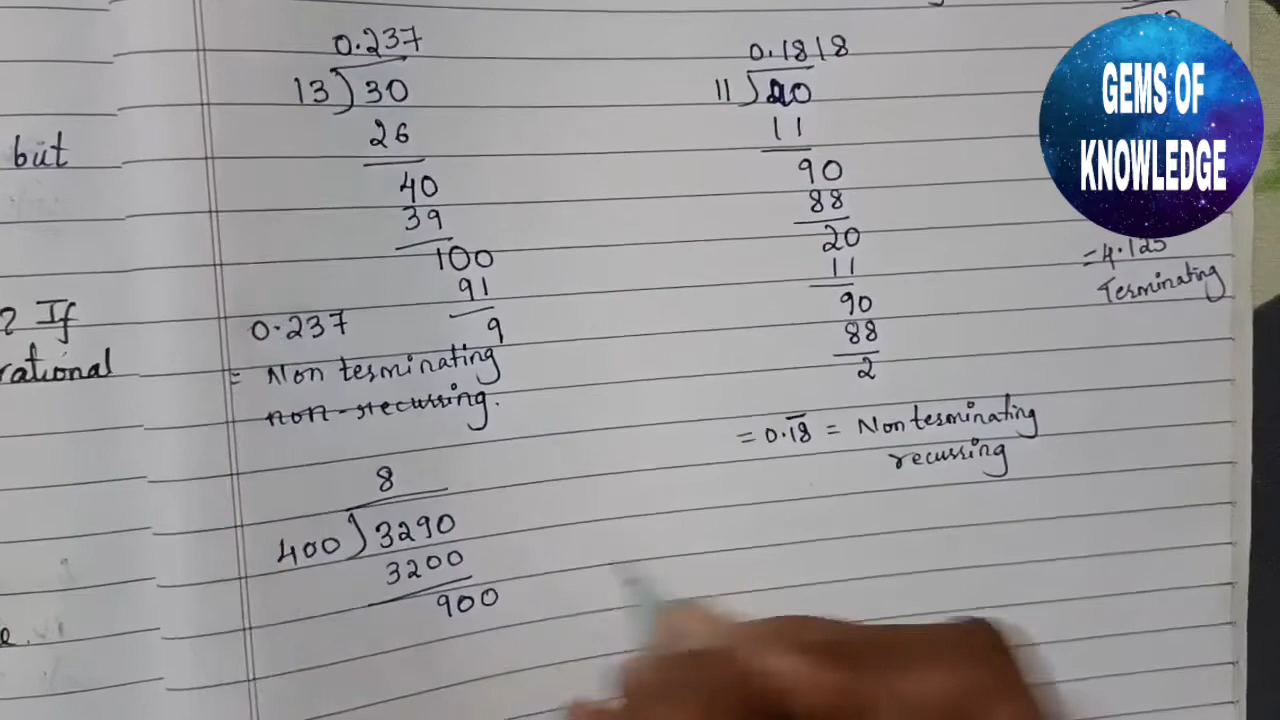 but
? If
rational
0.237
13)30
26
40
39
100
91
9
0.237
= Non terminating
non-recurring.
8
400)3290
3200
900
0.1818
11)20
11
90
88
20
11
90
88
2
= 0.1̅8̅ = Non terminating
recurring
GEMS OF
KNOWLEDGE
= 4.125
Terminating